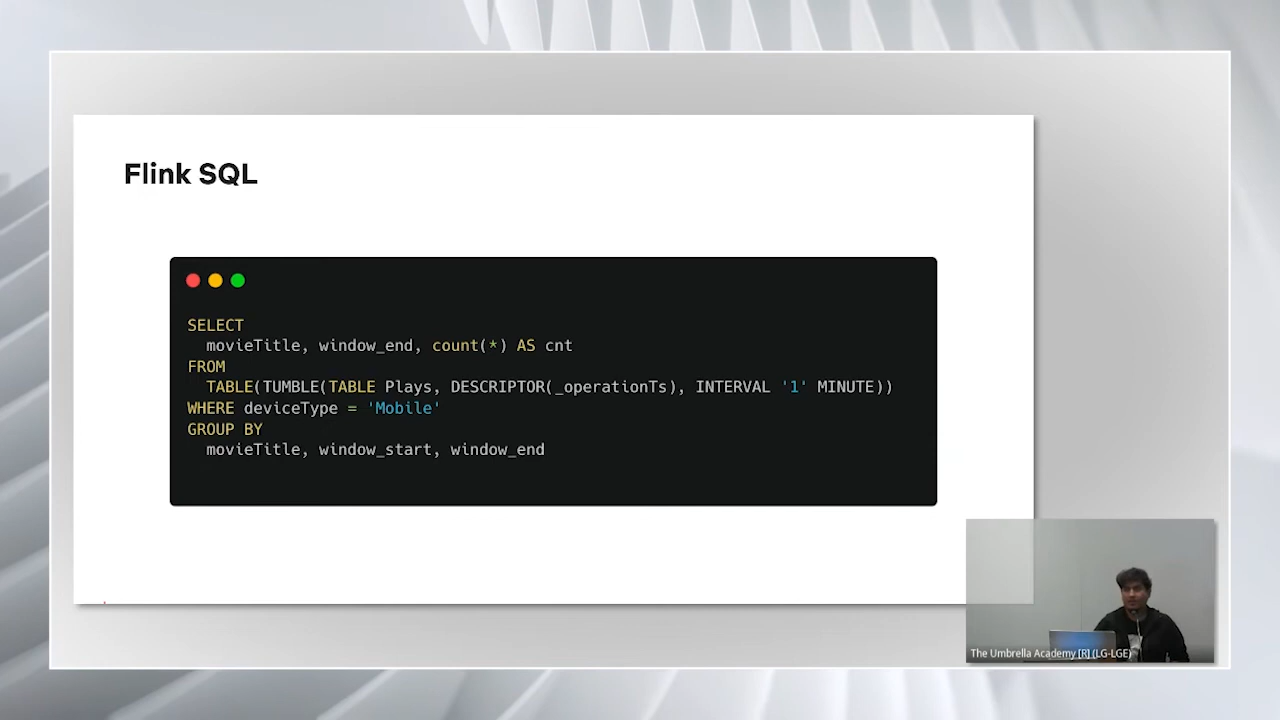 Flink SQL
SELECT
movieTitle, window_end, count(*) AS cnt
FROM
TABLE(TUMBLE(TABLE Plays, DESCRIPTOR(_operationTs), INTERVAL '1' MINUTE))
WHERE deviceType = 'Mobile'
GROUP BY
movieTitle, window_start, window_end
The Umbrella Academy [R] (LG-LGE)